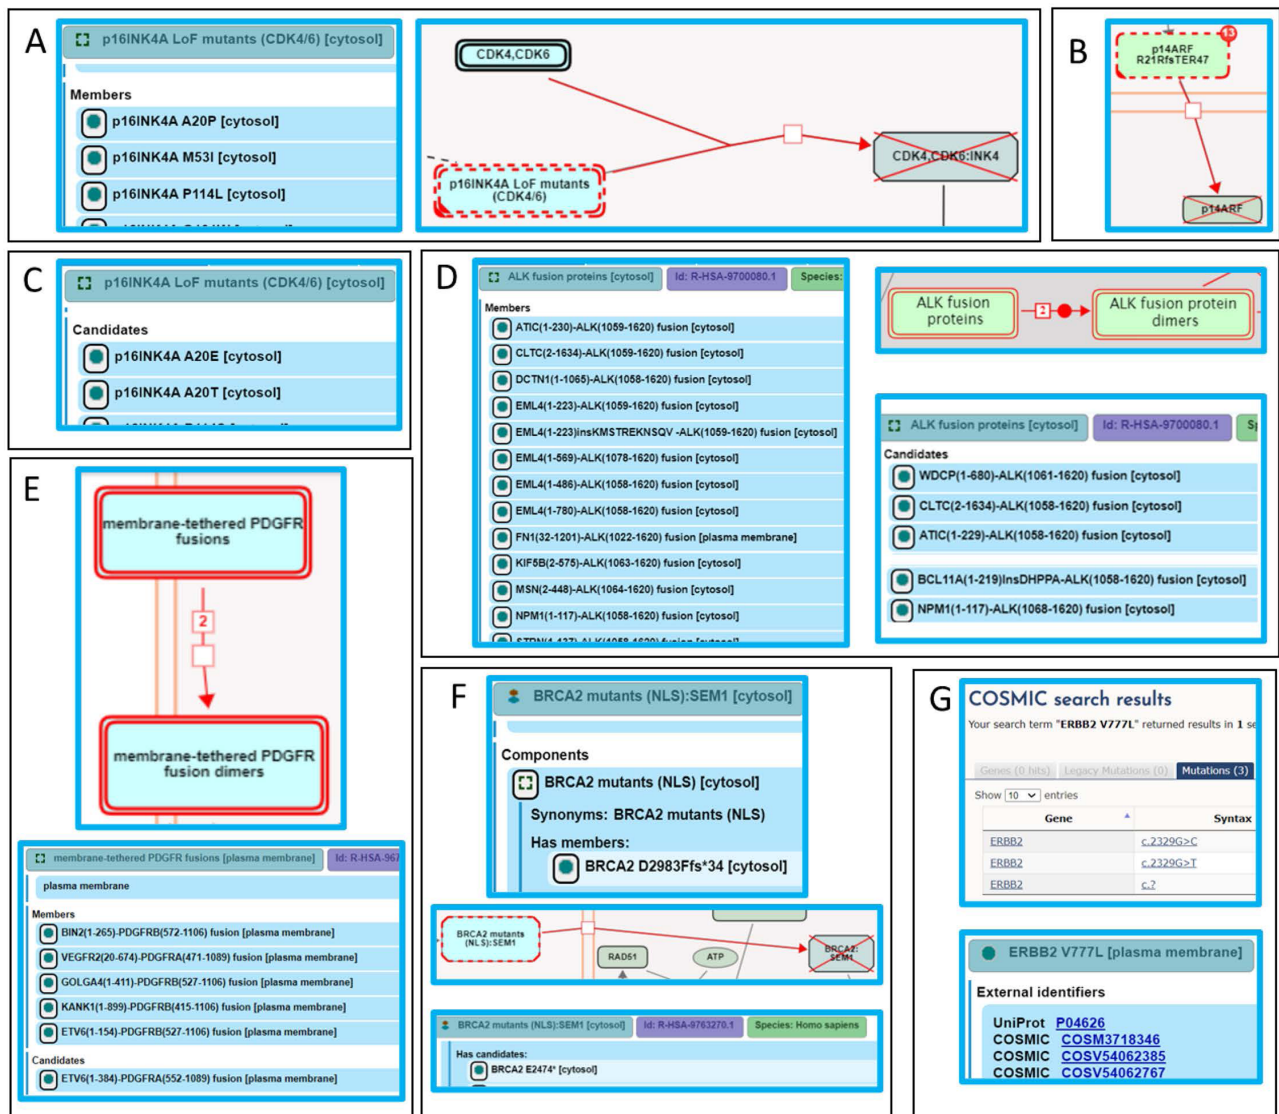 A
p16INK4A LoF mutants (CDK4/6) [cytosol]
Members
p16INK4A A20P [cytosol]
p16INK4A M53I [cytosol]
p16INK4A P114L [cytosol]
CDK4,CDK6
p16INK4A LoF mutants
(CDK4/6)
CDK4,CDK6:INK4
B
13
p14ARF
R21RfsTER47
p14ARF
C
p16INK4A LoF mutants (CDK4/6) [cytosol]
Candidates
p16INK4A A20E [cytosol]
p16INK4A A20T [cytosol]
D
ALK fusion proteins [cytosol]
Id: R-HSA-9700080.1
Species:
Members
ATIC(1-230)-ALK(1059-1620) fusion [cytosol]
CLTC(2-1634)-ALK(1059-1620) fusion [cytosol]
DCTN1(1-1065)-ALK(1058-1620) fusion [cytosol]
EML4(1-223)-ALK(1059-1620) fusion [cytosol]
EML4(1-223)insKMSTREKNSQV -ALK(1059-1620) fusion [cytosol]
EML4(1-569)-ALK(1078-1620) fusion [cytosol]
EML4(1-486)-ALK(1058-1620) fusion [cytosol]
EML4(1-780)-ALK(1058-1620) fusion [cytosol]
FN1(32-1201)-ALK(1022-1620) fusion [plasma membrane]
KIF5B(2-575)-ALK(1063-1620) fusion [cytosol]
MSN(2-448)-ALK(1064-1620) fusion [cytosol]
NPM1(1-117)-ALK(1058-1620) fusion [cytosol]
STRN(1-137)-ALK(1058-1620) fusion [cytosol]
ALK fusion
proteins
2
ALK fusion protein
dimers
ALK fusion proteins [cytosol]
Id: R-HSA-9700080.1
Sp
Candidates
WDCP(1-680)-ALK(1061-1620) fusion [cytosol]
CLTC(2-1634)-ALK(1058-1620) fusion [cytosol]
ATIC(1-229)-ALK(1058-1620) fusion [cytosol]
BCL11A(1-219)InsDHPPA-ALK(1058-1620) fusion [cytosol]
NPM1(1-117)-ALK(1068-1620) fusion [cytosol]
E
membrane-tethered PDGFR
fusions
2
membrane-tethered PDGFR
fusion dimers
membrane-tethered PDGFR fusions [plasma membrane]
Id: R-HSA-967
plasma membrane
Members
BIN2(1-265)-PDGFRB(572-1106) fusion [plasma membrane]
VEGFR2(20-674)-PDGFRA(471-1089) fusion [plasma membrane]
GOLGA4(1-411)-PDGFRB(527-1106) fusion [plasma membrane]
KANK1(1-899)-PDGFRB(415-1106) fusion [plasma membrane]
ETV6(1-154)-PDGFRB(527-1106) fusion [plasma membrane]
Candidates
ETV6(1-384)-PDGFRA(552-1089) fusion [plasma membrane]
F
BRCA2 mutants (NLS):SEM1 [cytosol]
Components
BRCA2 mutants (NLS) [cytosol]
Synonyms: BRCA2 mutants (NLS)
Has members:
BRCA2 D2983Ffs*34 [cytosol]
BRCA2 mutants
(NLS):SEM1
RAD51
ATP
BRCA2:
SEM1
BRCA2 mutants (NLS):SEM1 [cytosol]
Id: R-HSA-9763270.1
Species: Homo sapiens
Has candidates:
BRCA2 E2474* [cytosol]
G
COSMIC search results
Your search term "ERBB2 V777L" returned results in 1 se
Genes (0 hits)
Legacy Mutations (0)
Mutations (3)
Show 10 entries
Gene
Syntax
ERBB2
c.2329G>C
ERBB2
c.2329G>T
ERBB2
c.?
ERBB2 V777L [plasma membrane]
External identifiers
UniProt P04626
COSMIC COSM3718346
COSMIC COSV54062385
COSMIC COSV54062767